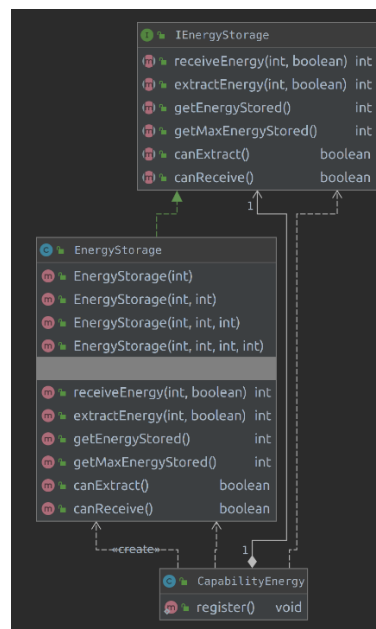 I IEnergyStorage
m receiveEnergy(int, boolean) int
m extractEnergy(int, boolean) int
m getEnergyStored() int
m getMaxEnergyStored() int
m canExtract() boolean
m canReceive() boolean
1
C EnergyStorage
m EnergyStorage(int)
m EnergyStorage(int, int)
m EnergyStorage(int, int, int)
m EnergyStorage(int, int, int, int)
m receiveEnergy(int, boolean) int
m extractEnergy(int, boolean) int
m getEnergyStored() int
m getMaxEnergyStored() int
m canExtract() boolean
m canReceive() boolean
«create»
1
C CapabilityEnergy
m register() void